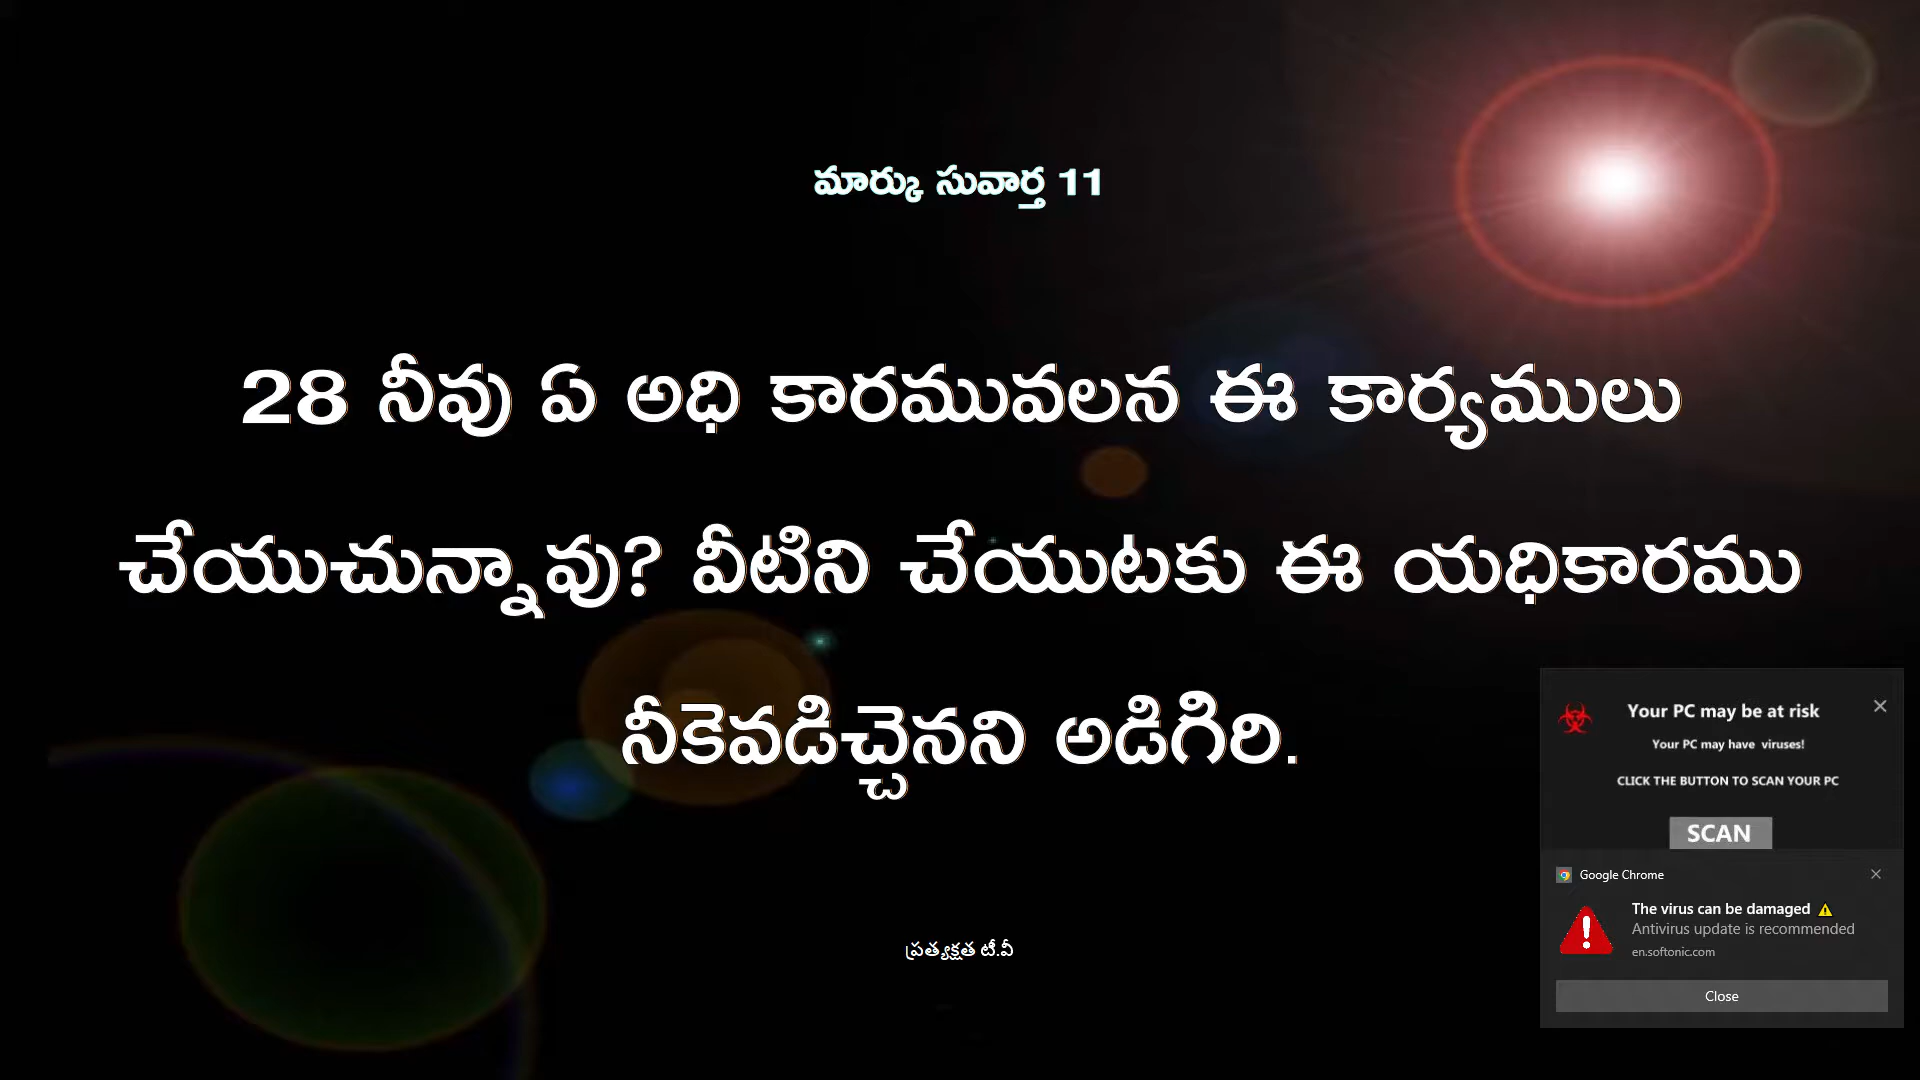 మార్కు సువార్త 11
28 నీవు ఏ అధి కారమువలన ఈ కార్యములు
చేయుచున్నావు? వీటిని చేయుటకు ఈ యధికారము
నీకెవడిచ్చెనని అడిగిరి.
ప్రత్యక్షత టీ.వీ
Your PC may be at risk
Your PC may have viruses!
CLICK THE BUTTON TO SCAN YOUR PC
SCAN
Google Chrome
The virus can be damaged ⚠
Antivirus update is recommended
en.softonic.com
Close